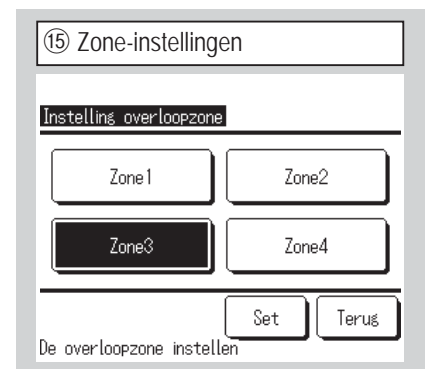 ⑮ Zone-instellingen
Instelling overloopzone
Zone1 Zone2
Zone3 Zone4
Set Terug
De overloopzone instellen